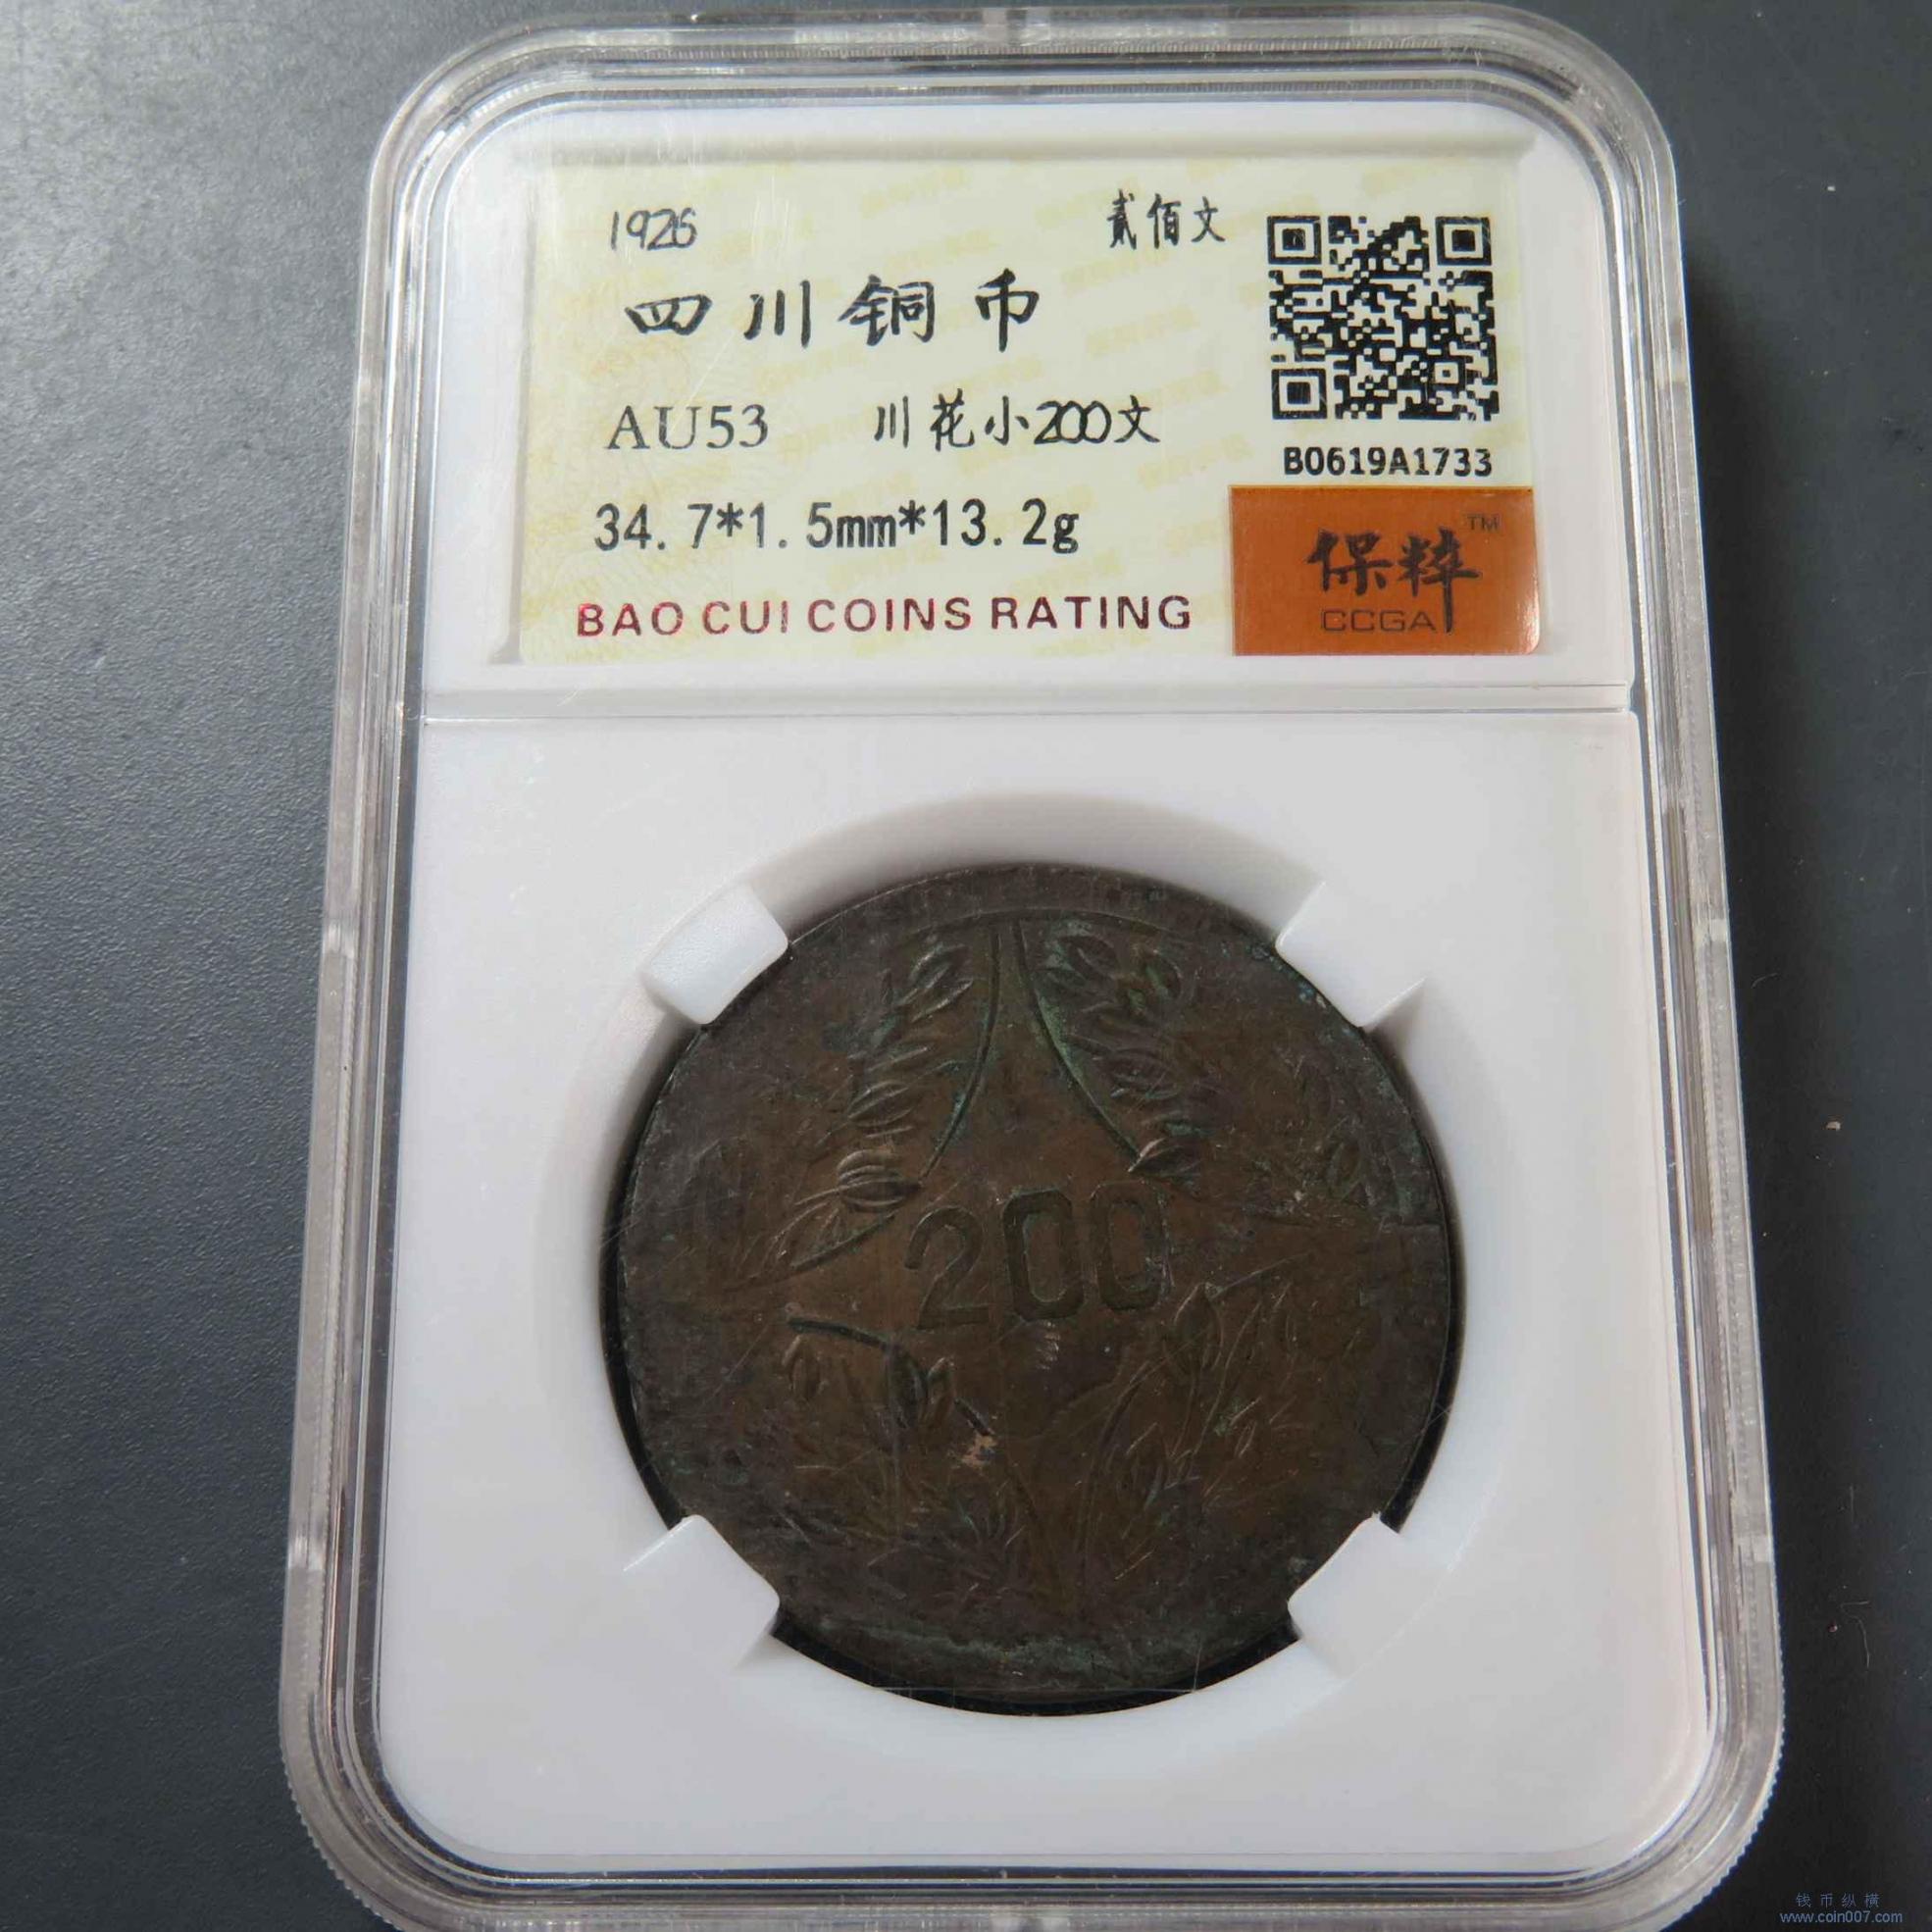 1926 贰佰文
四川铜币
AU53 川花小200文
B0619A1733
34.7*1.5mm*13.2g
保粹™
CCGA
BAO CUI COINS RATING
200
钱币纵横
www.coin007.com